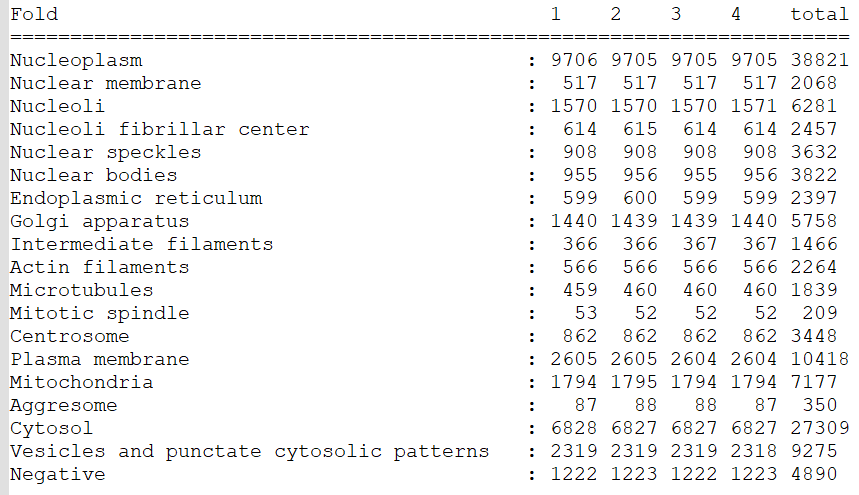 Fold 1 2 3 4 total
======================================================================
Nucleoplasm : 9706 9705 9705 9705 38821
Nuclear membrane : 517 517 517 517 2068
Nucleoli : 1570 1570 1570 1571 6281
Nucleoli fibrillar center : 614 615 614 614 2457
Nuclear speckles : 908 908 908 908 3632
Nuclear bodies : 955 956 955 956 3822
Endoplasmic reticulum : 599 600 599 599 2397
Golgi apparatus : 1440 1439 1439 1440 5758
Intermediate filaments : 366 366 367 367 1466
Actin filaments : 566 566 566 566 2264
Microtubules : 459 460 460 460 1839
Mitotic spindle : 53 52 52 52 209
Centrosome : 862 862 862 862 3448
Plasma membrane : 2605 2605 2604 2604 10418
Mitochondria : 1794 1795 1794 1794 7177
Aggresome : 87 88 88 87 350
Cytosol : 6828 6827 6827 6827 27309
Vesicles and punctate cytosolic patterns : 2319 2319 2319 2318 9275
Negative : 1222 1223 1222 1223 4890